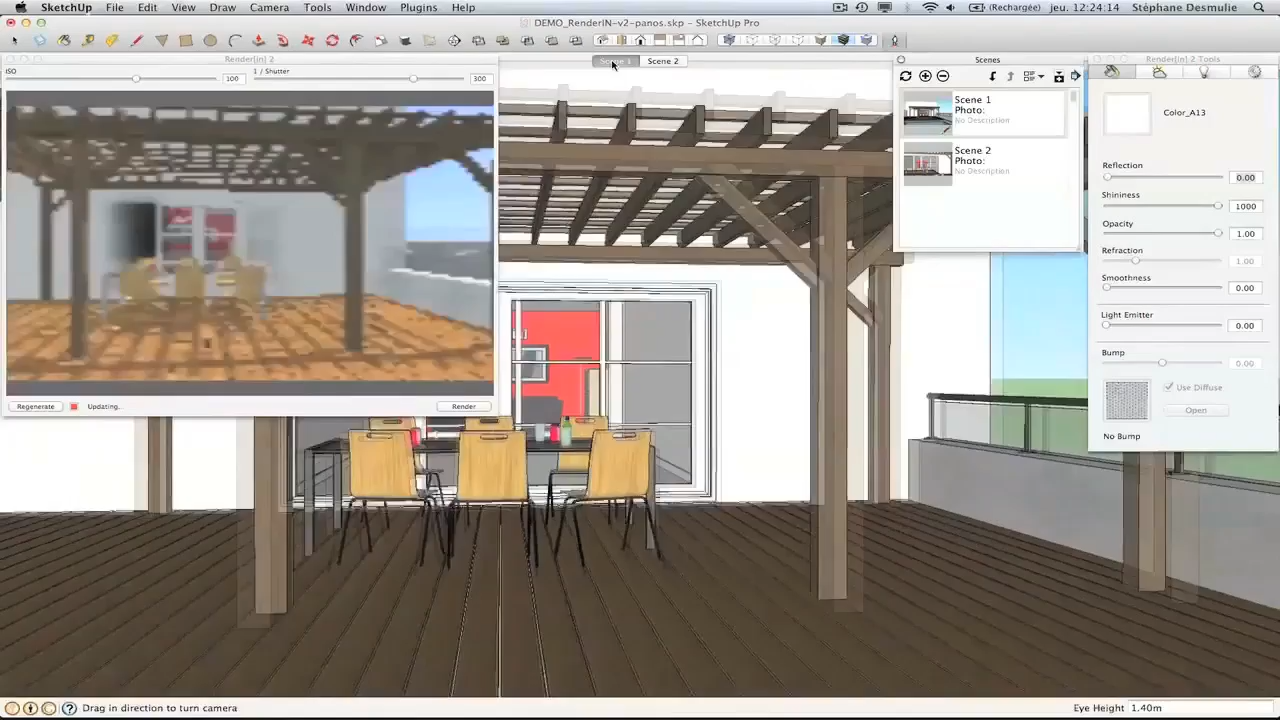 SketchUp File Edit View Draw Camera Tools Window Plugins Help (Rechargée) jeu. 12:24:14 Stéphane Desmulie
DEMO_RenderIN-v2-panos.skp - SketchUp Pro
Render[in] 2
ISO 100 1 / Shutter 300
Scene 1 Scene 2
Regenerate Updating. Render
Scenes
Scene 1
Photo:
No Description
Scene 2
Photo:
No Description
Render[in] 2 Tools
Color_A13
Reflection
0.00
Shininess
1000
Opacity
1.00
Refraction
1.00
Smoothness
0.00
Light Emitter
0.00
Bump
0.00
Use Diffuse
Open
No Bump
Drag in direction to turn camera
Eye Height 1.40m